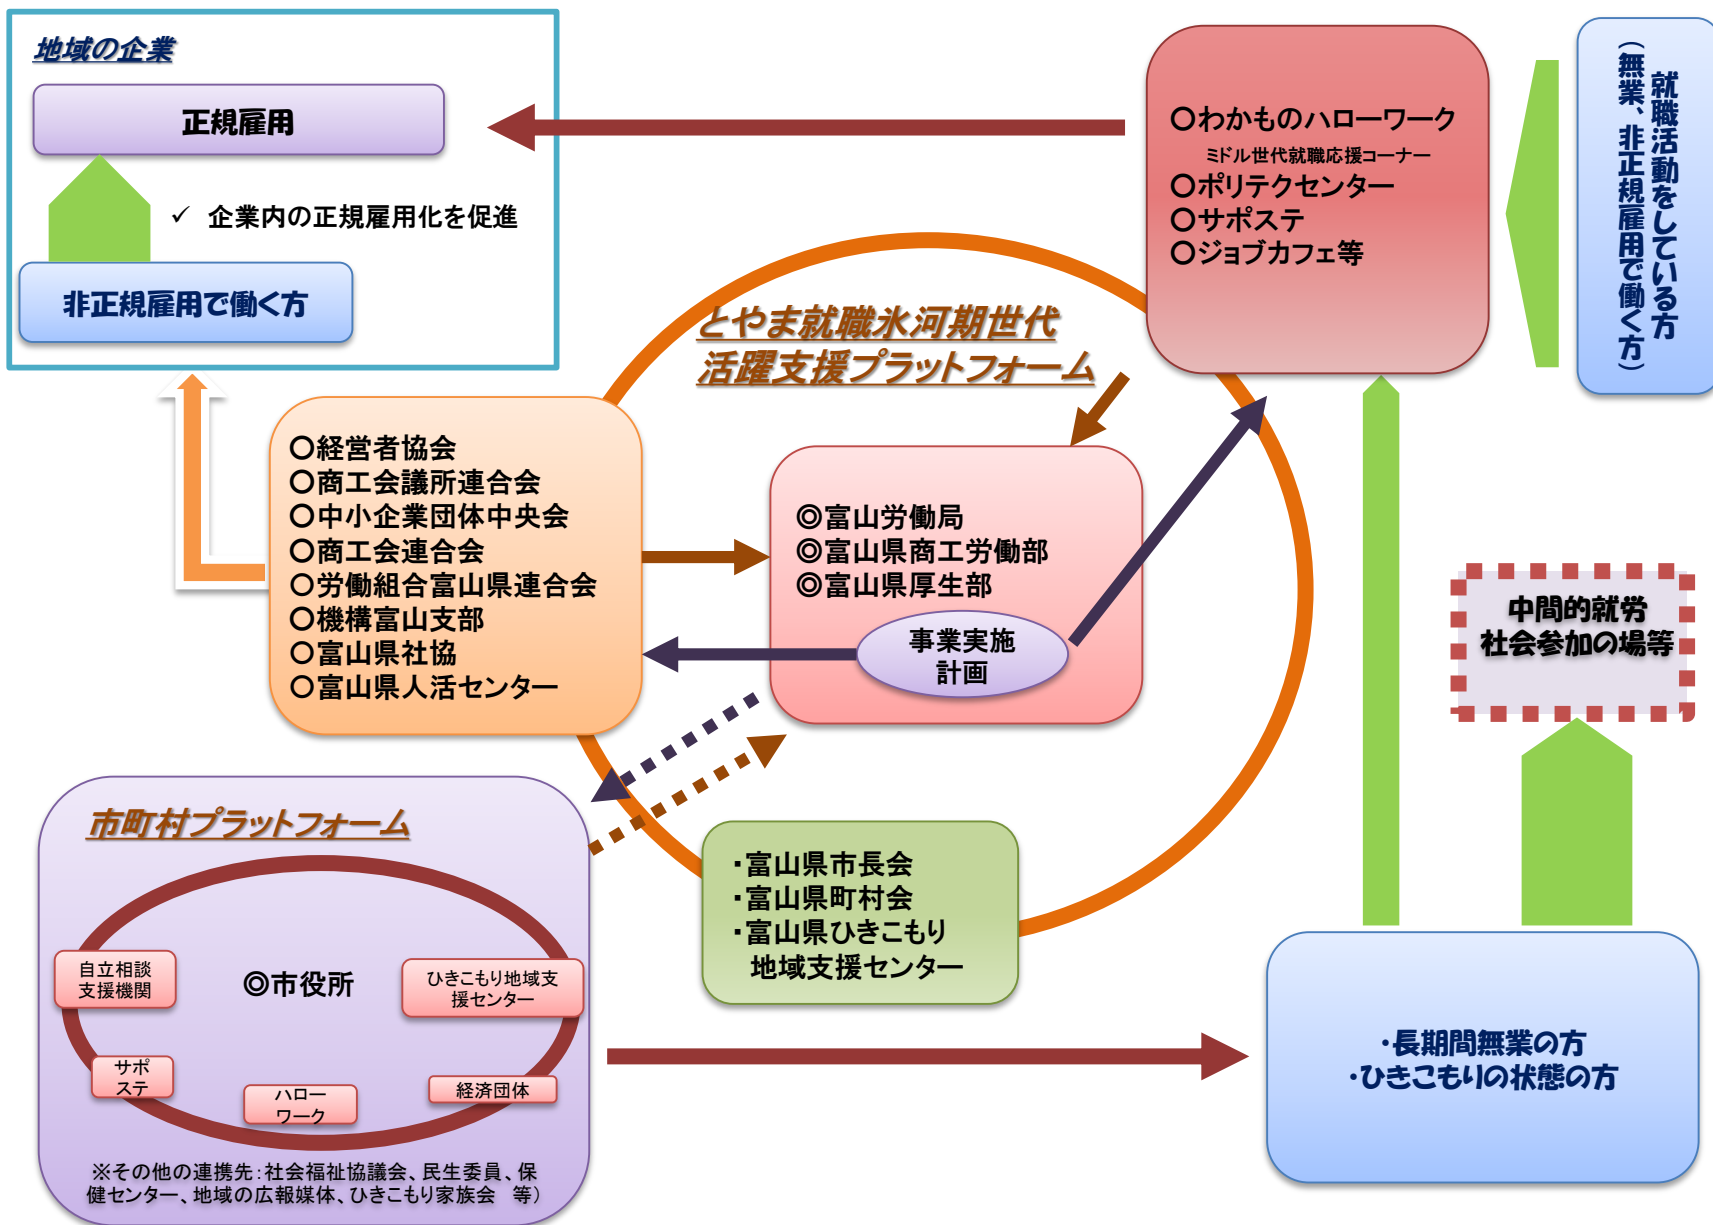 地域の企業
正規雇用
✓ 企業内の正規雇用化を促進
非正規雇用で働く方
○わかものハローワーク
ミドル世代就職応援コーナー
○ポリテクセンター
○サポステ
○ジョブカフェ等
就職活動をしている方
(無業、非正規雇用で働く方)
とやま就職氷河期世代
活躍支援プラットフォーム
○経営者協会
○商工会議所連合会
○中小企業団体中央会
○商工会連合会
○労働組合富山県連合会
○機構富山支部
○富山県社協
○富山県人活センター
◎富山労働局
◎富山県商工労働部
◎富山県厚生部
事業実施
計画
中間的就労
社会参加の場等
市町村プラットフォーム
自立相談
支援機関
◎市役所
ひきこもり地域支
援センター
サポ
ステ
ハロー
ワーク
経済団体
※その他の連携先:社会福祉協議会、民生委員、保
健センター、地域の広報媒体、ひきこもり家族会 等)
・富山県市長会
・富山県町村会
・富山県ひきこもり
地域支援センター
・長期間無業の方
・ひきこもりの状態の方